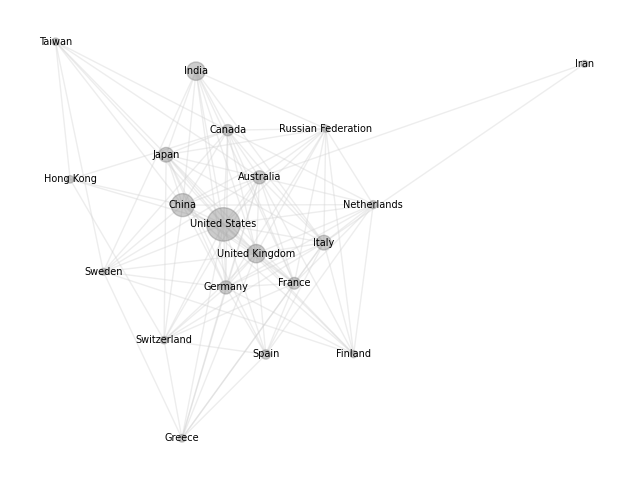 Taiwan
Iran
India
Canada
Russian Federation
Japan
Australia
Hong Kong
China
Netherlands
United States
Italy
United Kingdom
Sweden
Germany
France
Switzerland
Spain
Finland
Greece